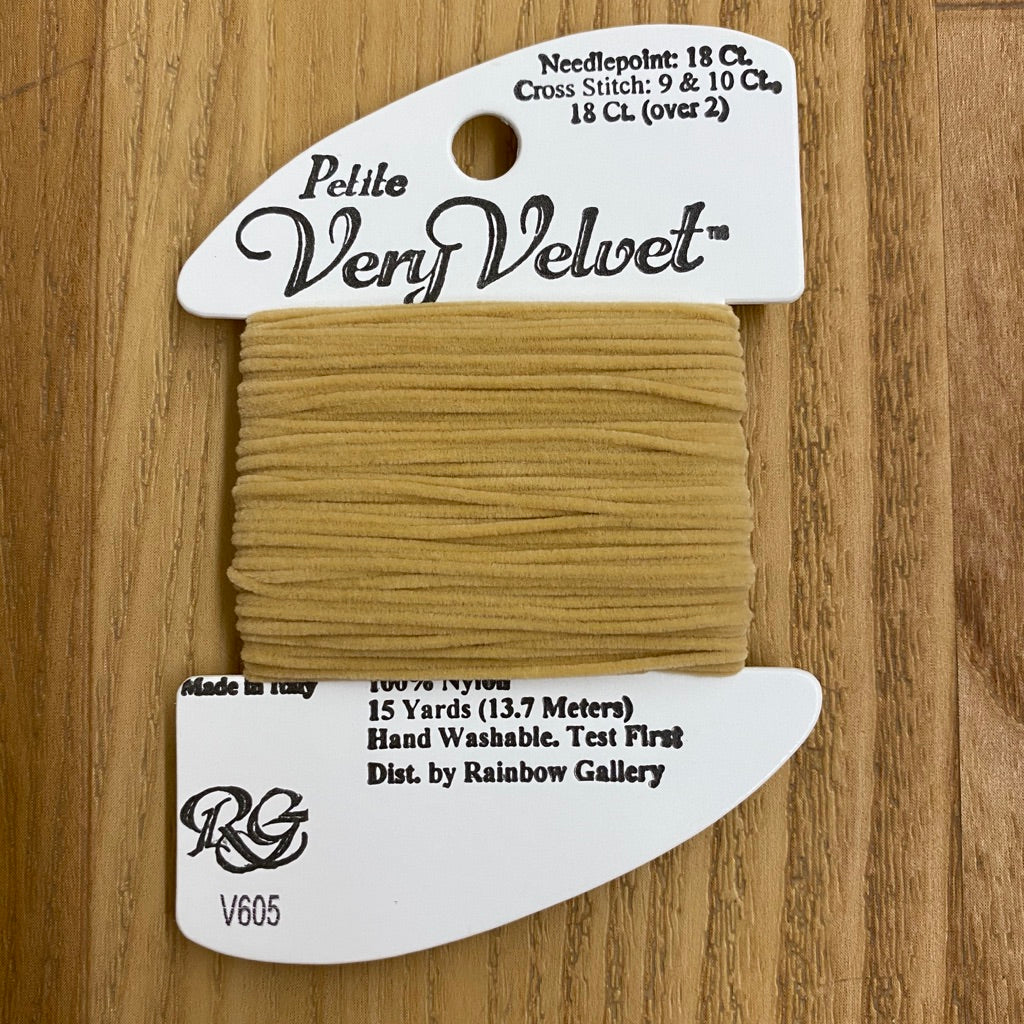 Needlepoint: 18 Ct.
Cross Stitch: 9 & 10 Ct.,
18 Ct. (over 2)
Petite
Very Velvet™
Made in Italy
100% Nylon
15 Yards (13.7 Meters)
Hand Washable. Test First
Dist. by Rainbow Gallery
RG
V605